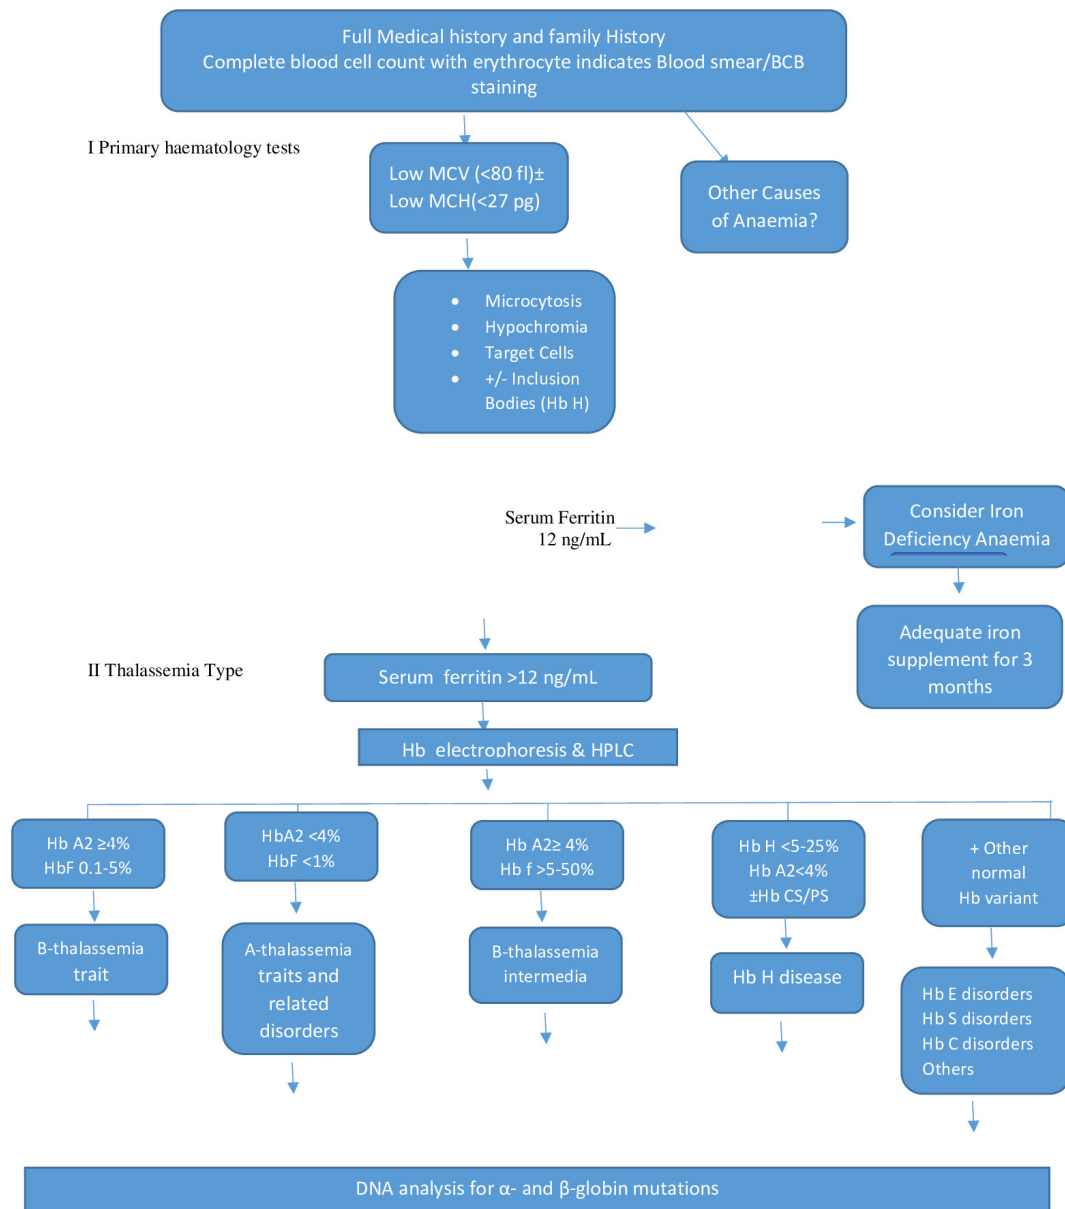 Full Medical history and family History
Complete blood cell count with erythrocyte indicates Blood smear/BCB
staining
I Primary haematology tests
Low MCV (<80 fl)±
Low MCH(<27 pg)
Other Causes
of Anaemia?
• Microcytosis
• Hypochromia
• Target Cells
• +/- Inclusion
Bodies (Hb H)
Serum Ferritin
12 ng/mL
Consider Iron
Deficiency Anaemia
Adequate iron
supplement for 3
months
II Thalassemia Type
Serum ferritin >12 ng/mL
Hb electrophoresis & HPLC
Hb A2 ≥4%
HbF 0.1-5%
HbA2 <4%
HbF <1%
Hb A2≥ 4%
Hb f >5-50%
Hb H <5-25%
Hb A2<4%
±Hb CS/PS
+ Other
normal
Hb variant
B-thalassemia
trait
A-thalassemia
traits and
related
disorders
B-thalassemia
intermedia
Hb H disease
Hb E disorders
Hb S disorders
Hb C disorders
Others
DNA analysis for α- and β-globin mutations